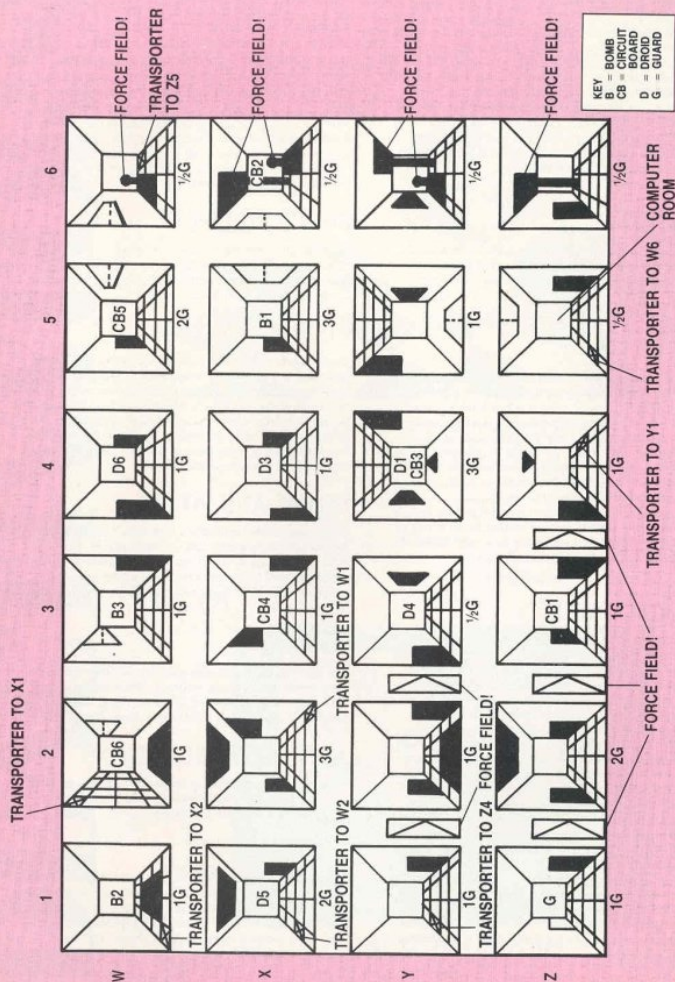 1
2
3
4
5
6
TRANSPORTER TO X1
FORCE FIELD!
TRANSPORTER
TO Z5
W
B2
CB6
B3
D6
CB5
1G
1G
1G
1G
2G
½G
TRANSPORTER TO X2
FORCE FIELD!
X
D5
CB4
D3
B1
CB2
2G
3G
1G
1G
3G
½G
TRANSPORTER TO W2
TRANSPORTER TO W1
FORCE FIELD!
Y
D4
D1
CB3
1G
1G
½G
3G
1G
½G
TRANSPORTER TO Z4
FORCE FIELD!
FORCE FIELD!
Z
G
CB1
1G
2G
1G
1G
½G
½G
FORCE FIELD!
TRANSPORTER TO Y1
TRANSPORTER TO W6
COMPUTER
ROOM
KEY
B = BOMB
CB = CIRCUIT
BOARD
D = DROID
G = GUARD